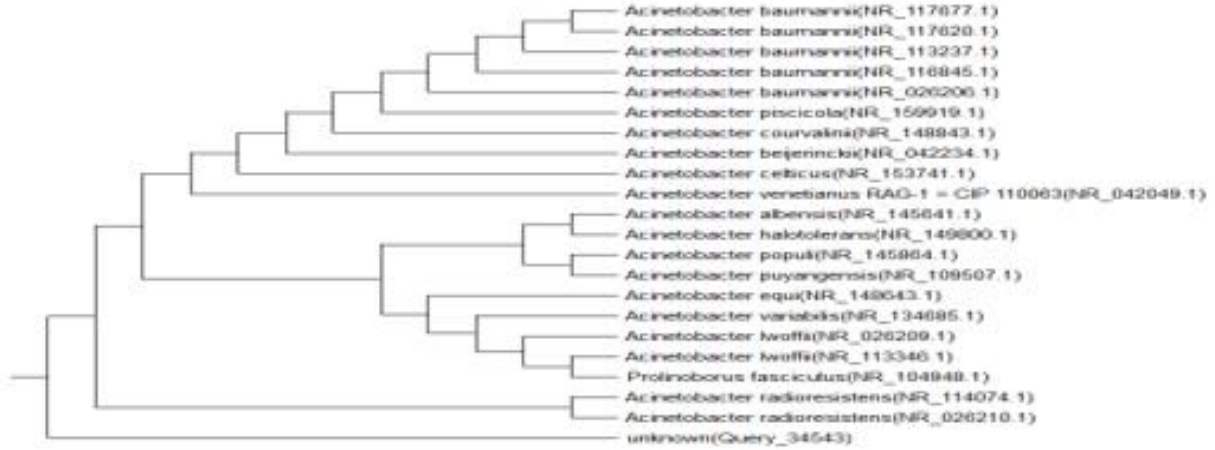 Acinetobacter baumannii(NR_117677.1)
Acinetobacter baumannii(NR_117620.1)
Acinetobacter baumannii(NR_113237.1)
Acinetobacter baumannii(NR_116845.1)
Acinetobacter baumannii(NR_026206.1)
Acinetobacter piscicola(NR_159919.1)
Acinetobacter courvalinii(NR_148843.1)
Acinetobacter beijerinckii(NR_042234.1)
Acinetobacter celticus(NR_153741.1)
Acinetobacter venetianus RAG-1 = CIP 110063(NR_042049.1)
Acinetobacter albensis(NR_145641.1)
Acinetobacter halotolerans(NR_149800.1)
Acinetobacter populi(NR_145864.1)
Acinetobacter puyangensis(NR_109507.1)
Acinetobacter equi(NR_148643.1)
Acinetobacter variabilis(NR_134685.1)
Acinetobacter lwoffii(NR_026209.1)
Acinetobacter lwoffii(NR_113346.1)
Prolinoborus fasciculus(NR_104948.1)
Acinetobacter radioresistens(NR_114074.1)
Acinetobacter radioresistens(NR_026210.1)
unknown(Query_34543)